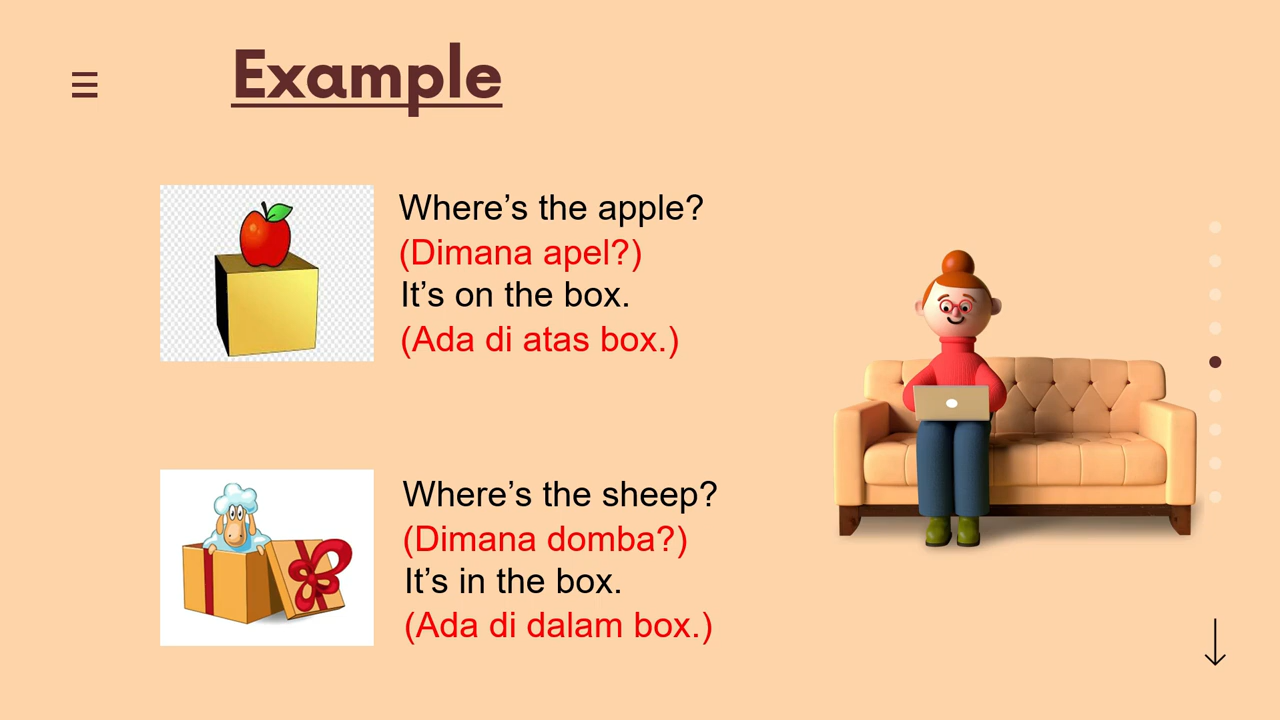 Example
Where’s the apple?
(Dimana apel?)
It’s on the box.
(Ada di atas box.)
Where’s the sheep?
(Dimana domba?)
It’s in the box.
(Ada di dalam box.)